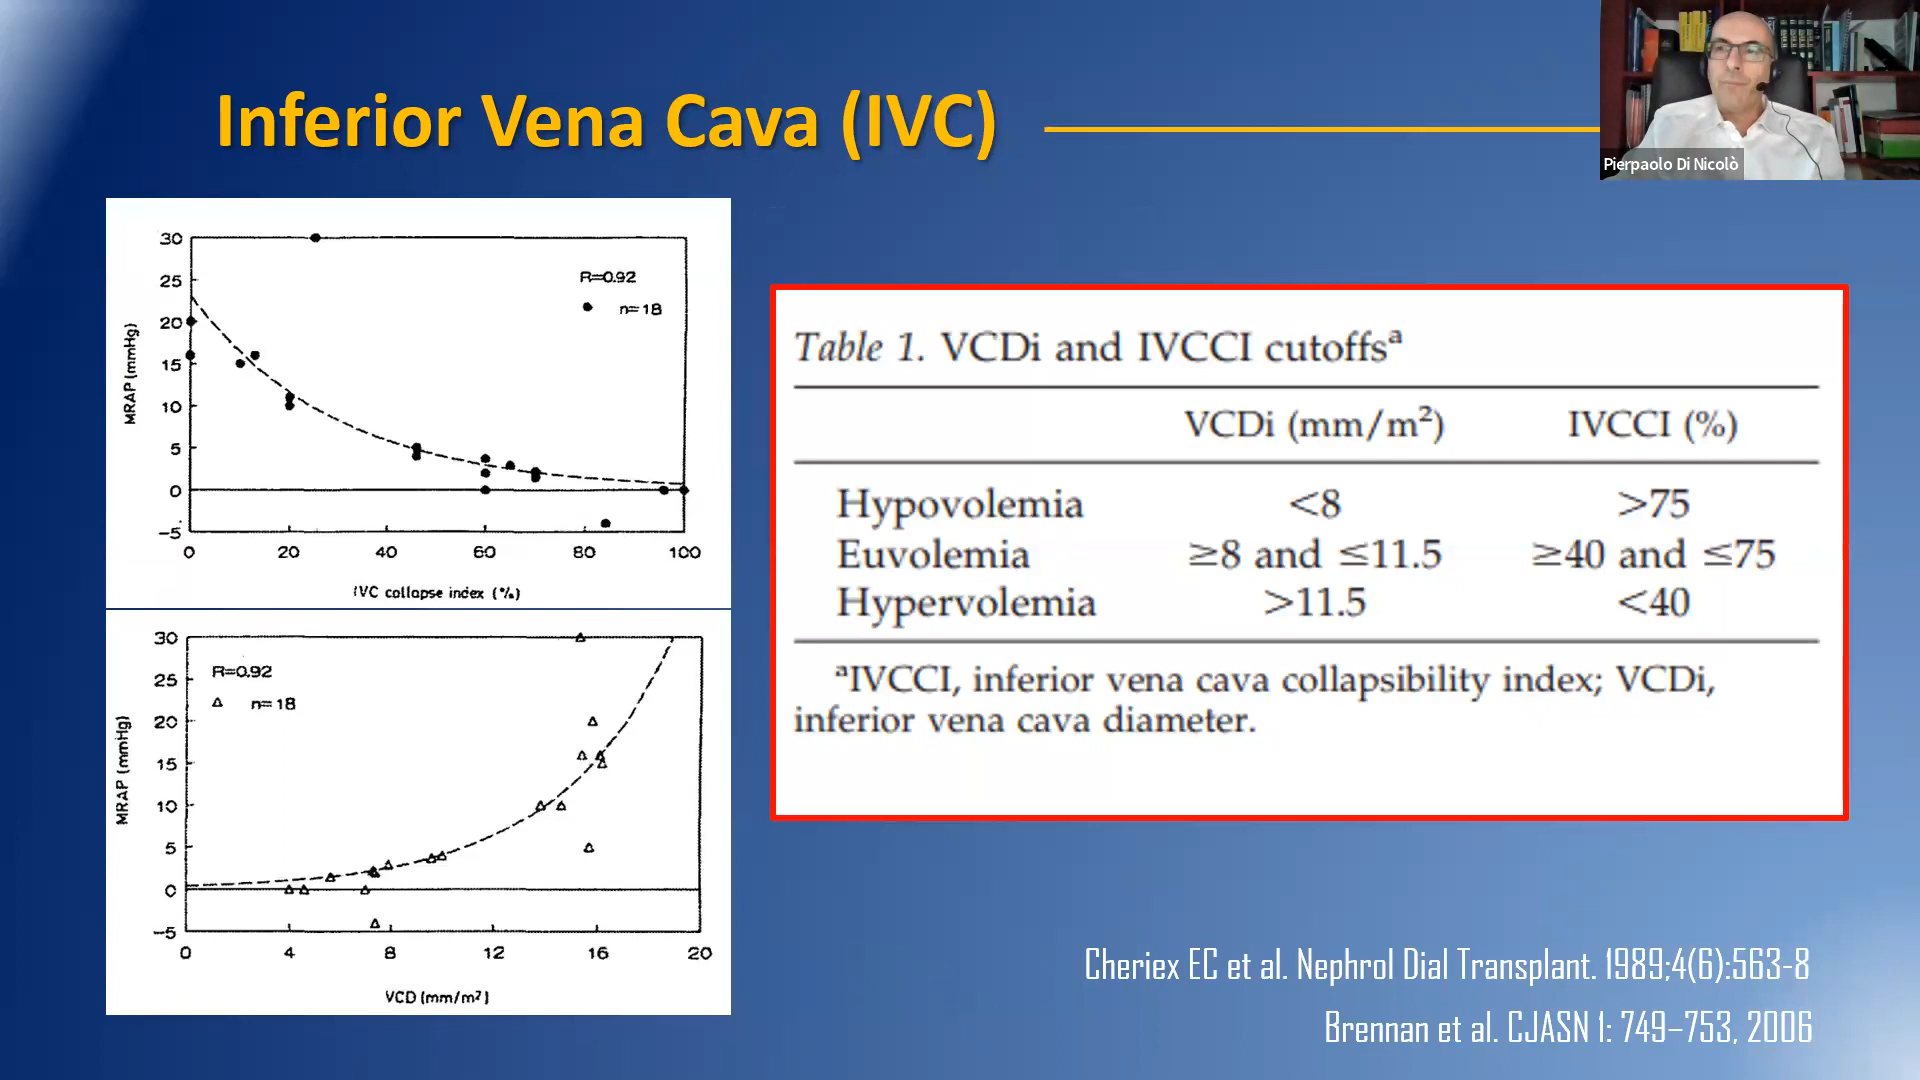 Inferior Vena Cava (IVC)
Pierpaolo Di Nicolò
30
25
20
15
10
5
0
-5
MRAP (mmHg)
R=0.92
n=18
0 20 40 60 80 100
IVC collapse index (%)
30
25
20
15
10
5
0
-5
MRAP (mmHg)
R=0.92
n=18
0 4 8 12 16 20
VCD (mm/m²)
Table 1. VCDi and IVCCI cutoffsᵃ
VCDi (mm/m²) IVCCI (%)
Hypovolemia <8 >75
Euvolemia ≥8 and ≤11.5 ≥40 and ≤75
Hypervolemia >11.5 <40
ᵃIVCCI, inferior vena cava collapsibility index; VCDi,
inferior vena cava diameter.
Cheriex EC et al. Nephrol Dial Transplant. 1989;4(6):563-8
Brennan et al. CJASN 1: 749–753, 2006